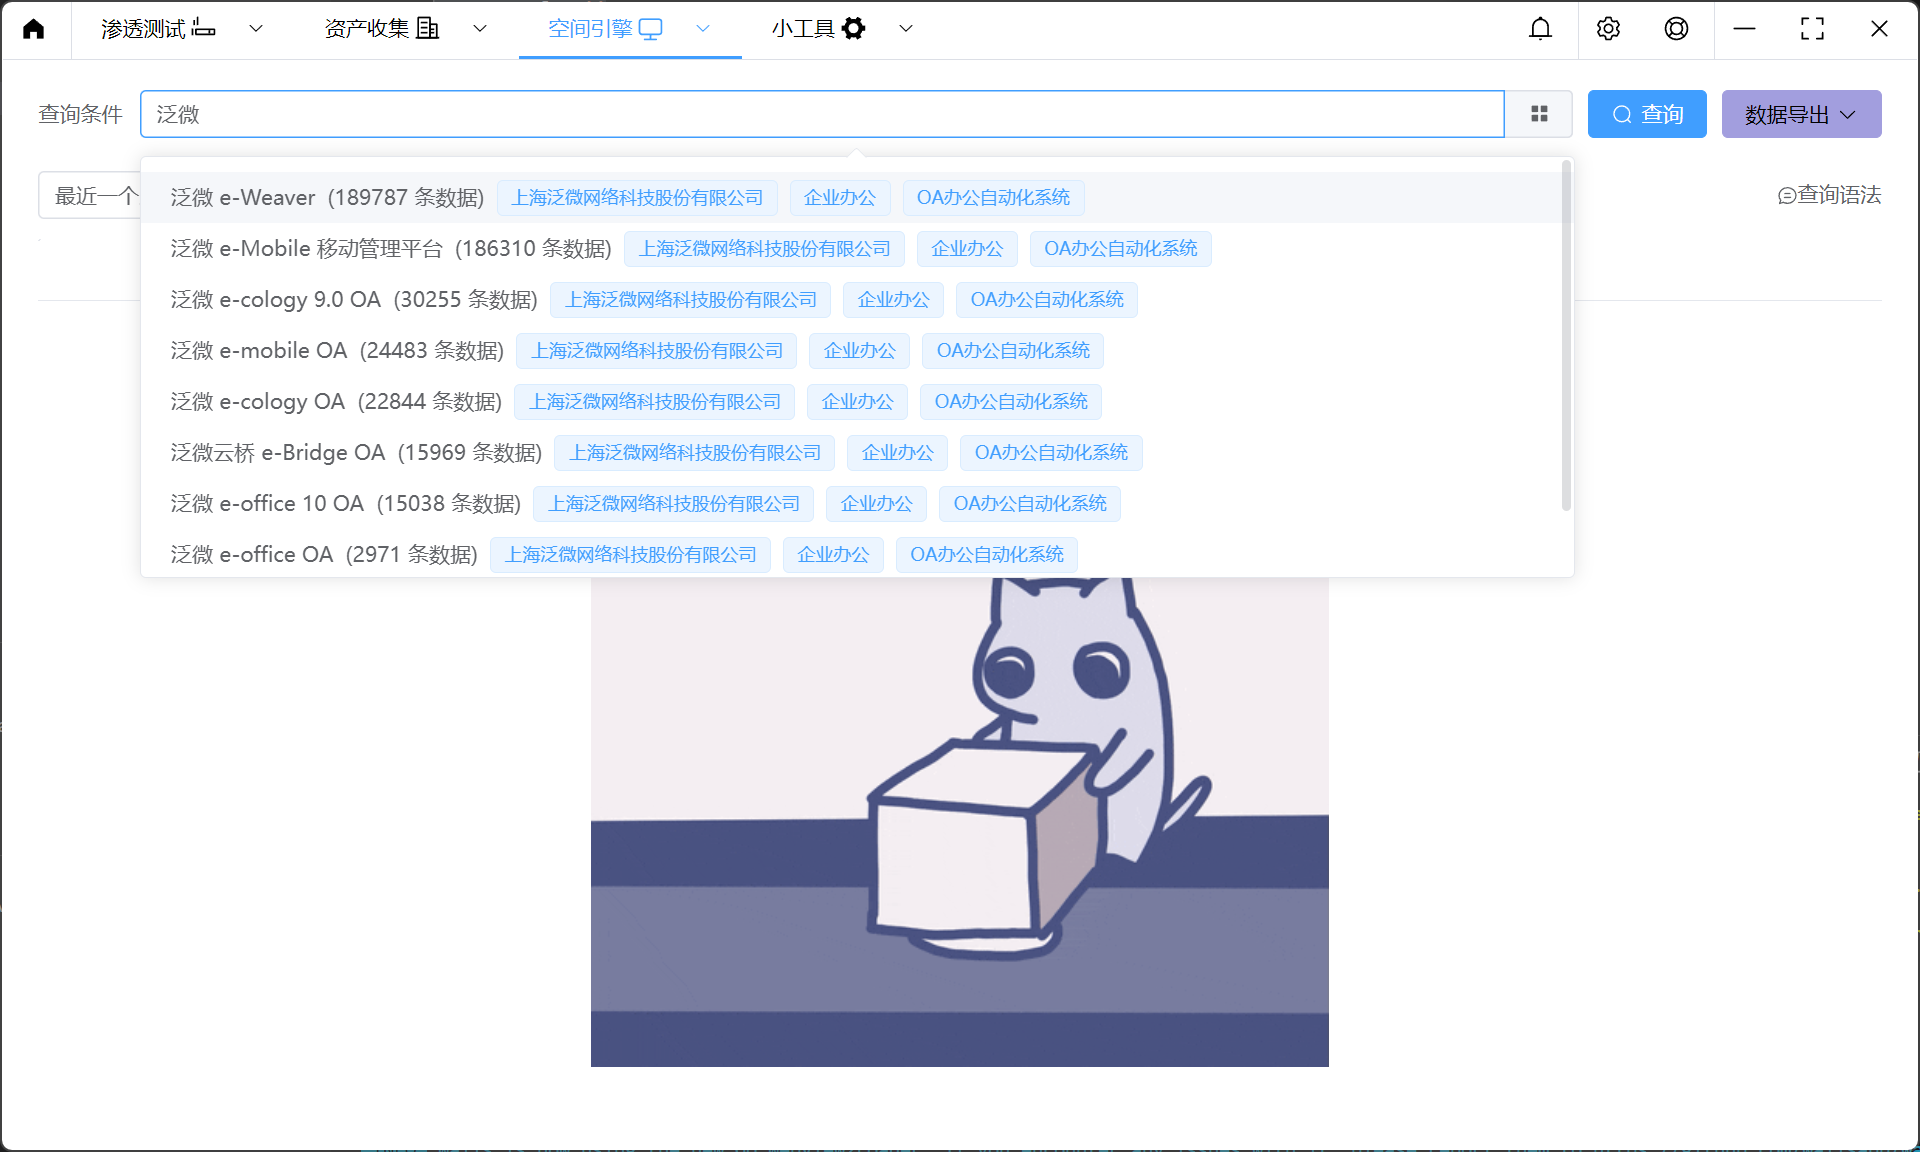 渗透测试 资产收集 空间引擎 小工具
查询条件 泛微 查询 数据导出
最近一个 查询语法
泛微 e-Weaver (189787 条数据) 上海泛微网络科技股份有限公司 企业办公 OA办公自动化系统
泛微 e-Mobile 移动管理平台 (186310 条数据) 上海泛微网络科技股份有限公司 企业办公 OA办公自动化系统
泛微 e-cology 9.0 OA (30255 条数据) 上海泛微网络科技股份有限公司 企业办公 OA办公自动化系统
泛微 e-mobile OA (24483 条数据) 上海泛微网络科技股份有限公司 企业办公 OA办公自动化系统
泛微 e-cology OA (22844 条数据) 上海泛微网络科技股份有限公司 企业办公 OA办公自动化系统
泛微云桥 e-Bridge OA (15969 条数据) 上海泛微网络科技股份有限公司 企业办公 OA办公自动化系统
泛微 e-office 10 OA (15038 条数据) 上海泛微网络科技股份有限公司 企业办公 OA办公自动化系统
泛微 e-office OA (2971 条数据) 上海泛微网络科技股份有限公司 企业办公 OA办公自动化系统